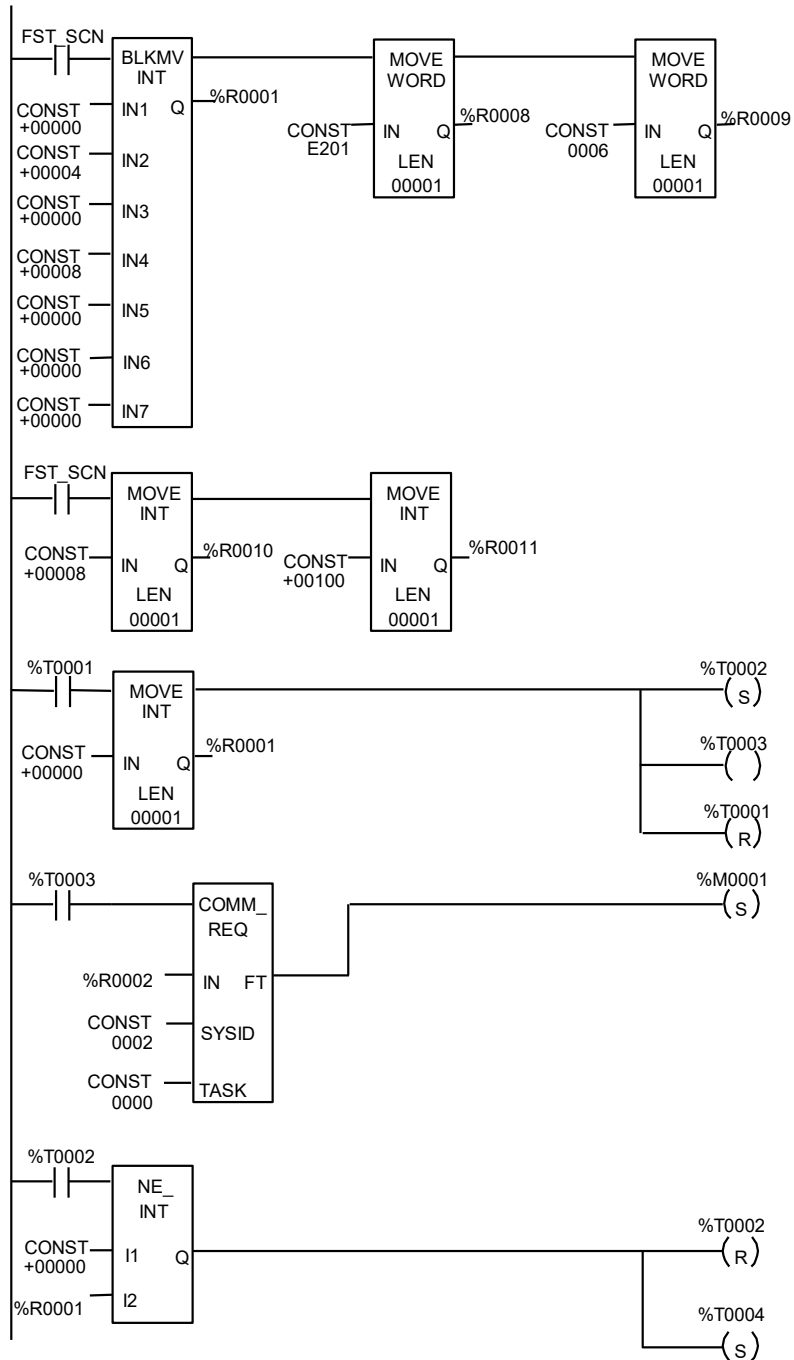 FST_SCN
BLKMV
INT
IN1 Q
%R0001
CONST
+00000
IN2
CONST
+00004
IN3
CONST
+00000
IN4
CONST
+00008
IN5
CONST
+00000
IN6
CONST
+00000
IN7
CONST
+00000
MOVE
WORD
CONST
E201
IN Q
%R0008
LEN
00001
MOVE
WORD
CONST
0006
IN Q
%R0009
LEN
00001
FST_SCN
MOVE
INT
CONST
+00008
IN Q
%R0010
LEN
00001
MOVE
INT
CONST
+00100
IN Q
%R0011
LEN
00001
%T0001
MOVE
INT
CONST
+00000
IN Q
%R0001
LEN
00001
%T0002
S
%T0003
%T0001
R
%T0003
COMM_
REQ
%R0002
IN FT
CONST
0002
SYSID
CONST
0000
TASK
%M0001
S
%T0002
NE_
INT
CONST
+00000
I1 Q
%R0001
I2
%T0002
R
%T0004
S